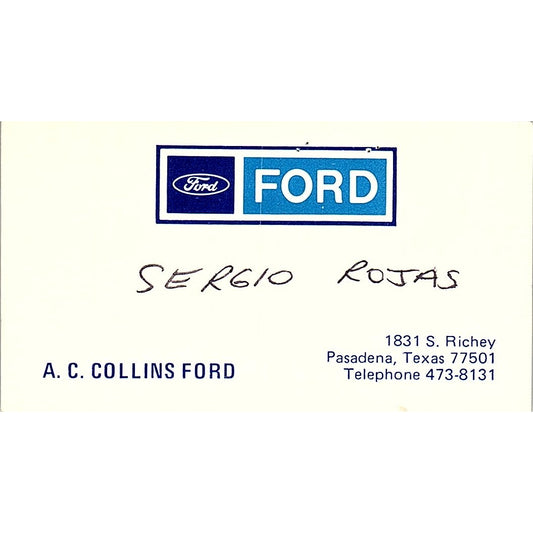 Ford FORD
SERGIO ROJAS
1831 S. Richey
Pasadena, Texas 77501
A. C. COLLINS FORD
Telephone 473-8131